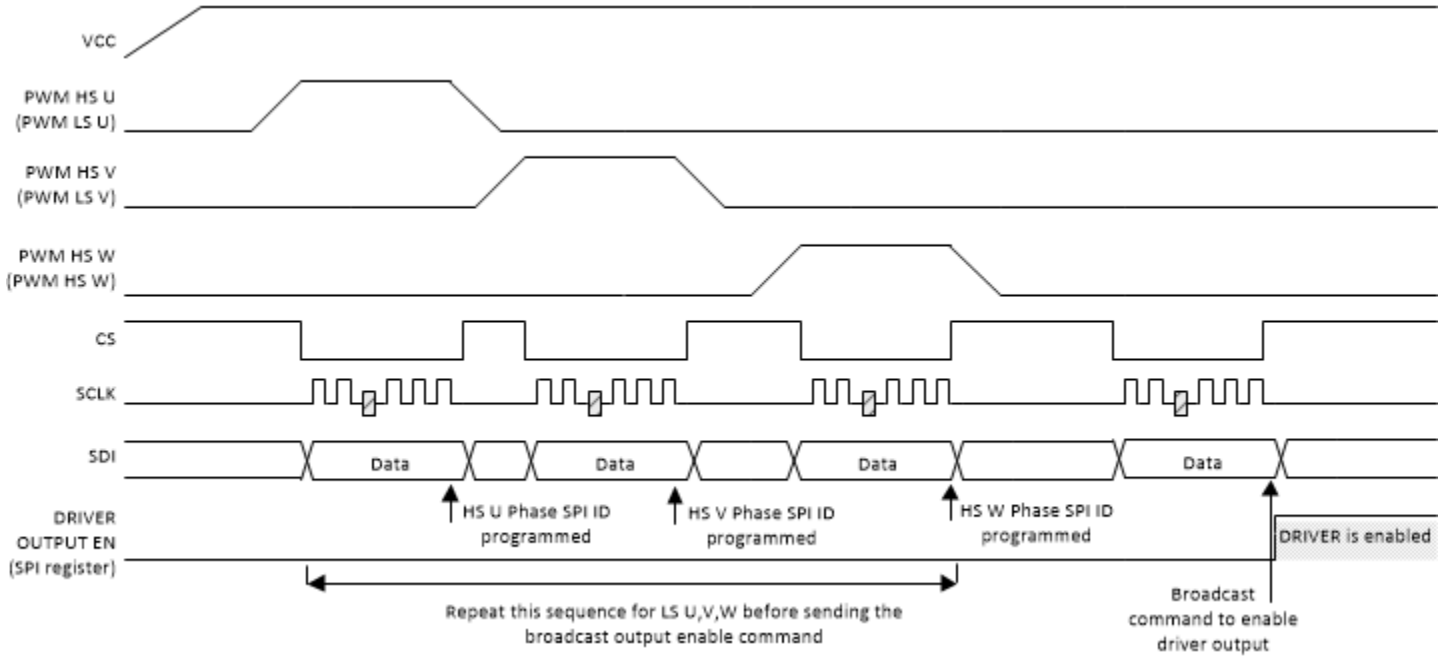 VCC
PWM HS U
(PWM LS U)
PWM HS V
(PWM LS V)
PWM HS W
(PWM HS W)
CS
SCLK
SDI
Data
Data
Data
Data
HS U Phase SPI ID
programmed
HS V Phase SPI ID
programmed
HS W Phase SPI ID
programmed
DRIVER
OUTPUT EN
(SPI register)
DRIVER is enabled
Repeat this sequence for LS U,V,W before sending the
broadcast output enable command
Broadcast
command to enable
driver output